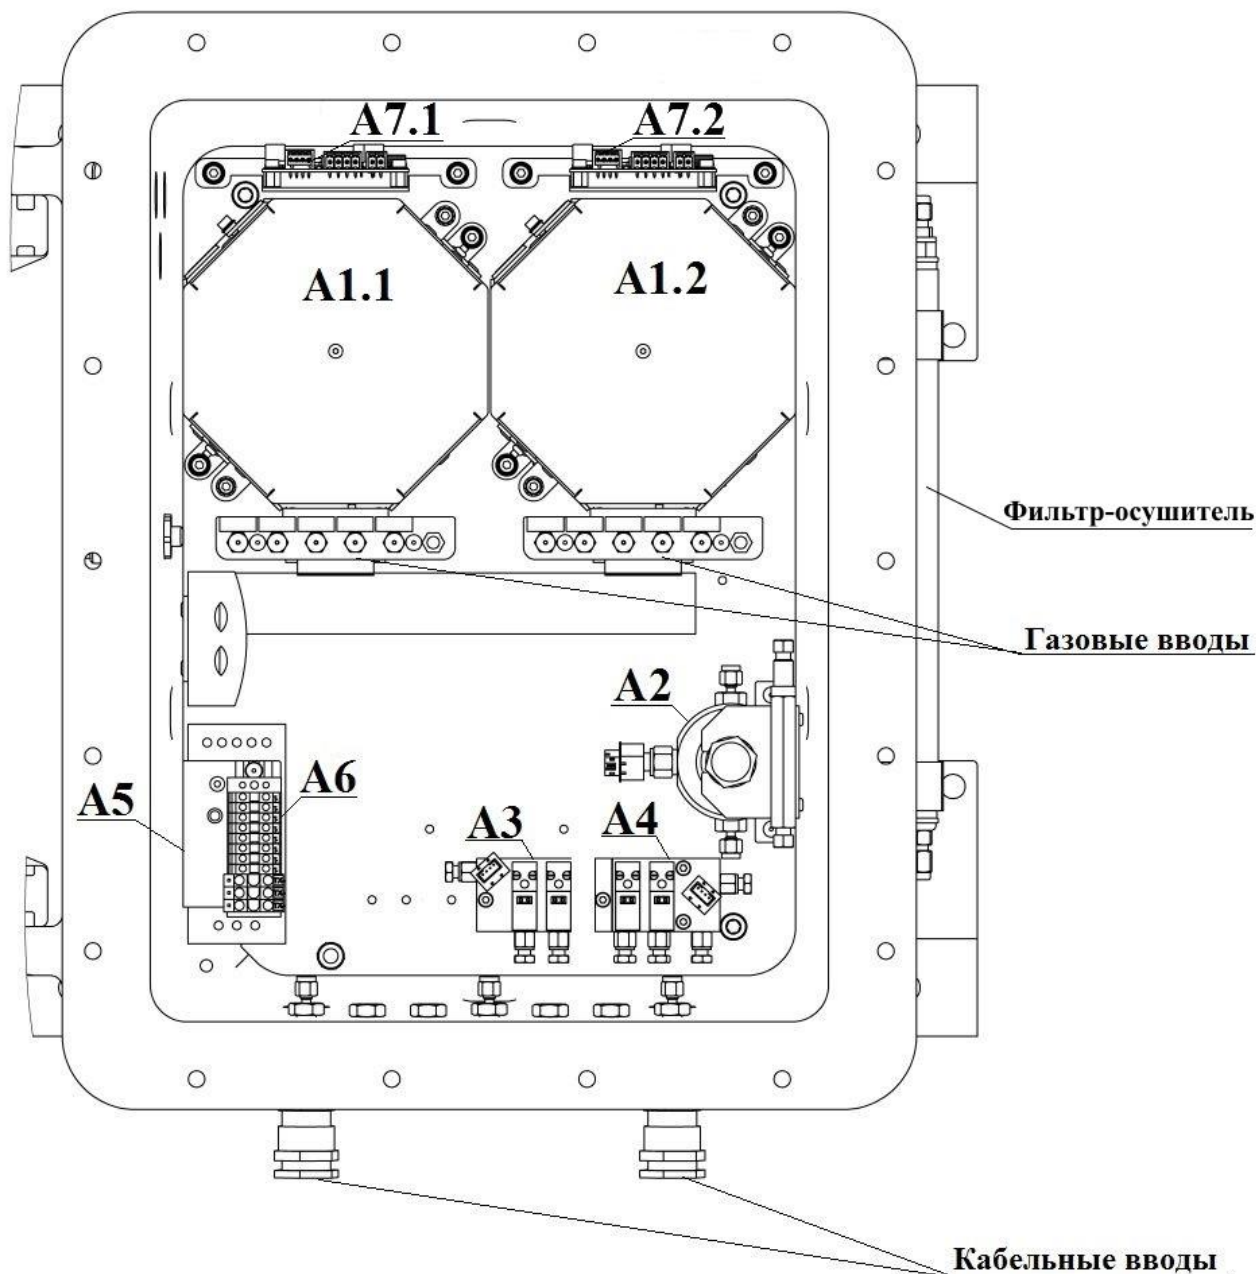 A7.1
A7.2
A1.1
A1.2
Фильтр-осушитель
Газовые вводы
A2
A5
A6
A3
A4
Кабельные вводы